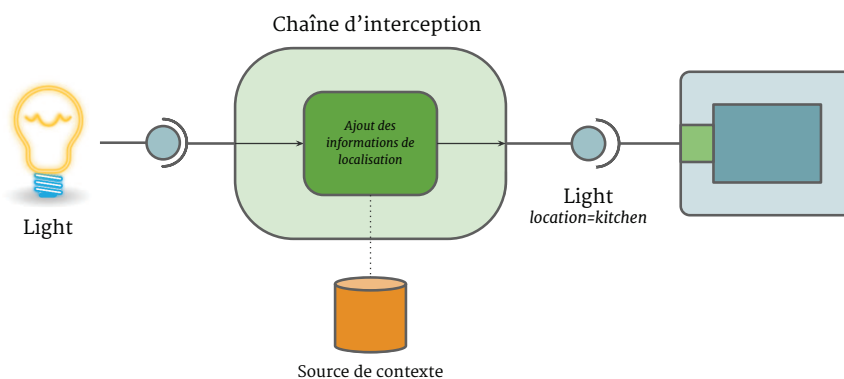 Chaîne d’interception
Ajout des
informations de
localisation
Light
Light
location=kitchen
Source de contexte